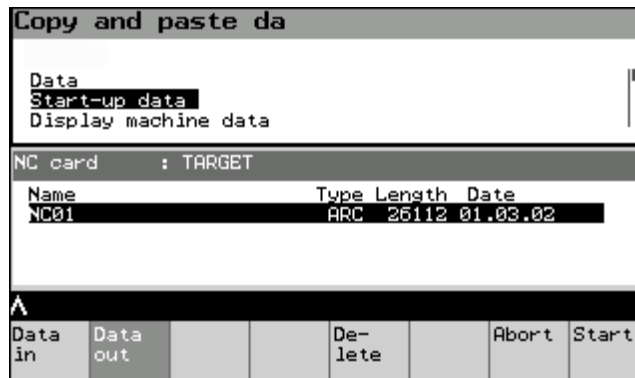 Copy and paste da
Data
Start-up data
Display machine data
NC card : TARGET
Name Type Length Date
NC01 ARC 26112 01.03.02
Λ
Data in
Data out
De-
lete
Abort
Start